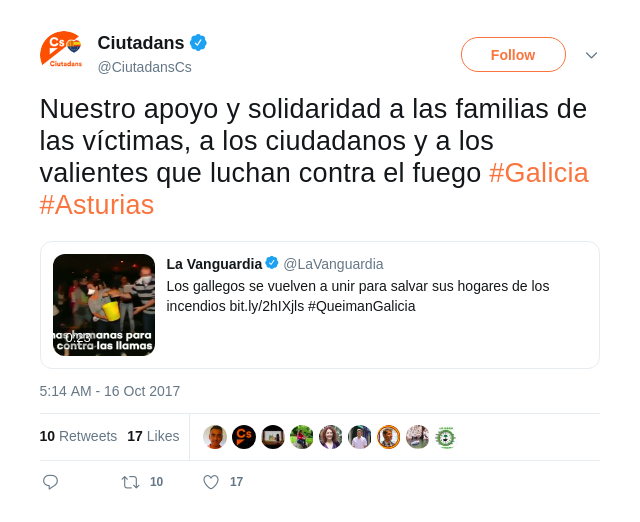 Cs
Ciutadans
Ciutadans
@CiutadansCs
Follow
Nuestro apoyo y solidaridad a las familias de
las víctimas, a los ciudadanos y a los
valientes que luchan contra el fuego #Galicia
#Asturias
La Vanguardia @LaVanguardia
Los gallegos se vuelven a unir para salvar sus hogares de los
incendios bit.ly/2hIXjls #QueimanGalicia
manas para
0:23
contra las llamas
5:14 AM - 16 Oct 2017
10 Retweets 17 Likes
Cs
10 17